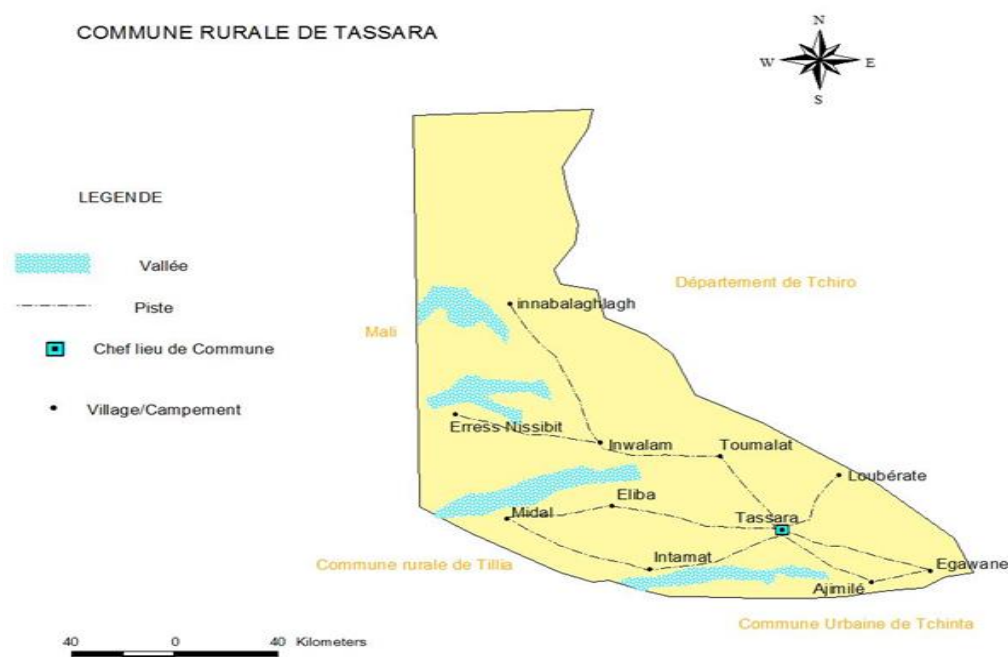 COMMUNE RURALE DE TASSARA
N
W E
S
LEGENDE
Vallée
Piste
Chef lieu de Commune
Village/Campement
Département de Tchiro
innabalaghlagh
Mali
Erress Nissibit
Inwalam
Toumalat
Loubérate
Eliba
Midal
Tassara
Intamat
Egawane
Commune rurale de Tillia
Ajimilé
Commune Urbaine de Tchinta
40 0 40 Kilometers